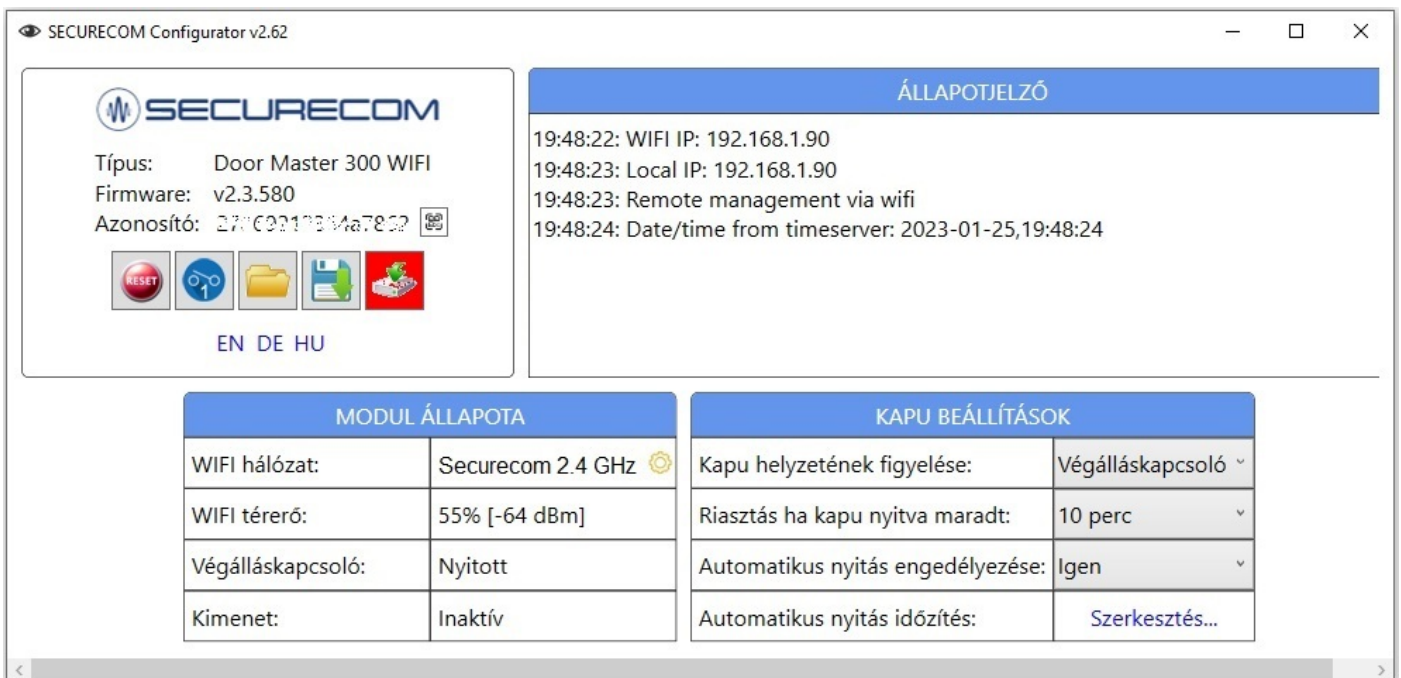 SECURECOM Configurator v2.62
SECURECOM
Típus: Door Master 300 WIFI
Firmware: v2.3.580
Azonosító:
RESET
1
EN DE HU
ÁLLAPOTJELZŐ
19:48:22: WIFI IP: 192.168.1.90
19:48:23: Local IP: 192.168.1.90
19:48:23: Remote management via wifi
19:48:24: Date/time from timeserver: 2023-01-25,19:48:24
MODUL ÁLLAPOTA
WIFI hálózat: Securecom 2.4 GHz
WIFI térerő: 55% [-64 dBm]
Végálláskapcsoló: Nyitott
Kimenet: Inaktív
KAPU BEÁLLÍTÁSOK
Kapu helyzetének figyelése: Végálláskapcsoló
Riasztás ha kapu nyitva maradt: 10 perc
Automatikus nyitás engedélyezése: Igen
Automatikus nyitás időzítés: Szerkesztés...